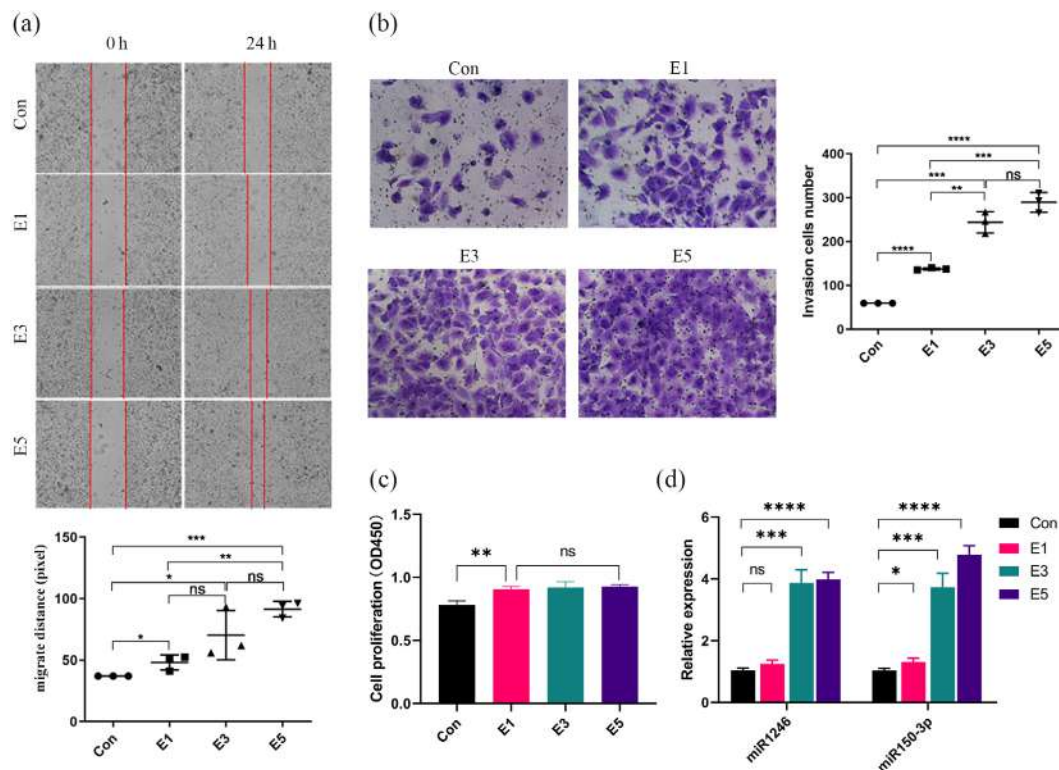 (a)
0 h 24 h
Con
E1
E3
E5
150
100
50
0
migrate distance (pixel)
***
**
*
ns
ns
*
Con E1 E3 E5
(b)
Con E1
E3 E5
400
300
200
100
0
Invasion cells number
****
***
***
ns
**
****
Con E1 E3 E5
(c)
1.5
1.0
0.5
0.0
Cell proliferation (OD450)
**
ns
Con E1 E3 E5
(d)
6
4
2
0
Relative expression
****
***
ns
****
***
*
miR1246 miR150-3p
Con
E1
E3
E5